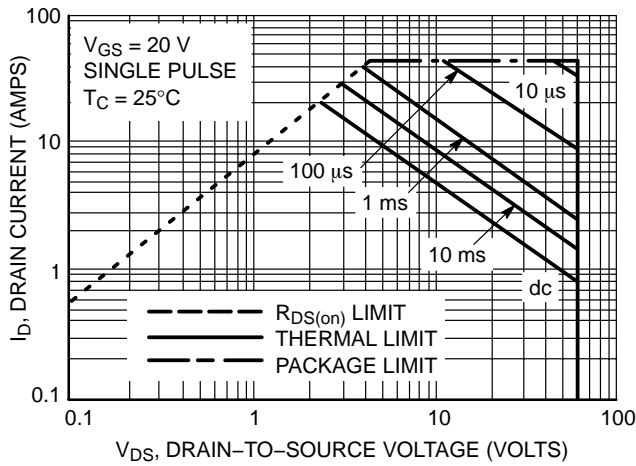 100
10
1
0.1
I_D, DRAIN CURRENT (AMPS)
V_GS = 20 V
SINGLE PULSE
T_C = 25°C
10 µs
100 µs
1 ms
10 ms
dc
R_DS(on) LIMIT
THERMAL LIMIT
PACKAGE LIMIT
0.1
1
10
100
V_DS, DRAIN−TO−SOURCE VOLTAGE (VOLTS)